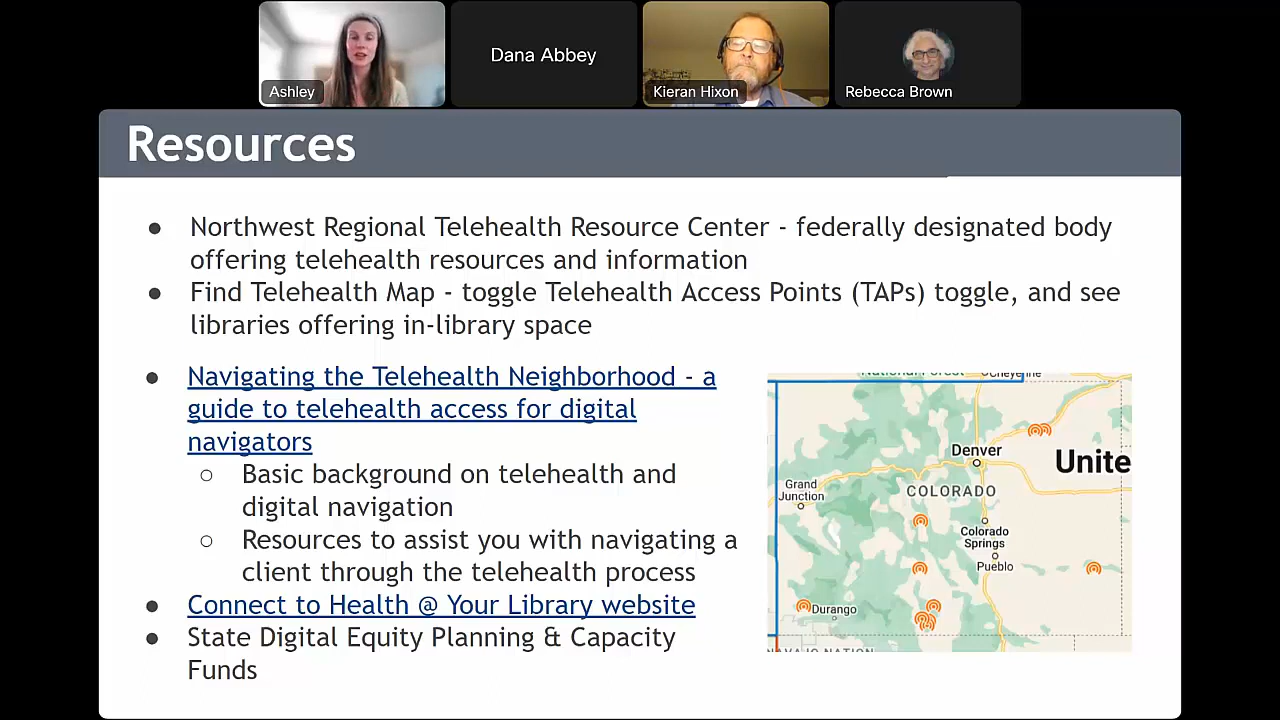 Dana Abbey
Ashley
Kieran Hixon
Rebecca Brown
Resources
● Northwest Regional Telehealth Resource Center - federally designated body
offering telehealth resources and information
● Find Telehealth Map - toggle Telehealth Access Points (TAPs) toggle, and see
libraries offering in-library space
● Navigating the Telehealth Neighborhood - a
guide to telehealth access for digital
navigators
○ Basic background on telehealth and
digital navigation
○ Resources to assist you with navigating a
client through the telehealth process
● Connect to Health @ Your Library website
● State Digital Equity Planning & Capacity
Funds
National Forest
Cheyenne
Denver
Unite
Grand
Junction
COLORADO
Colorado
Springs
Pueblo
Durango
NAVAJO NATION